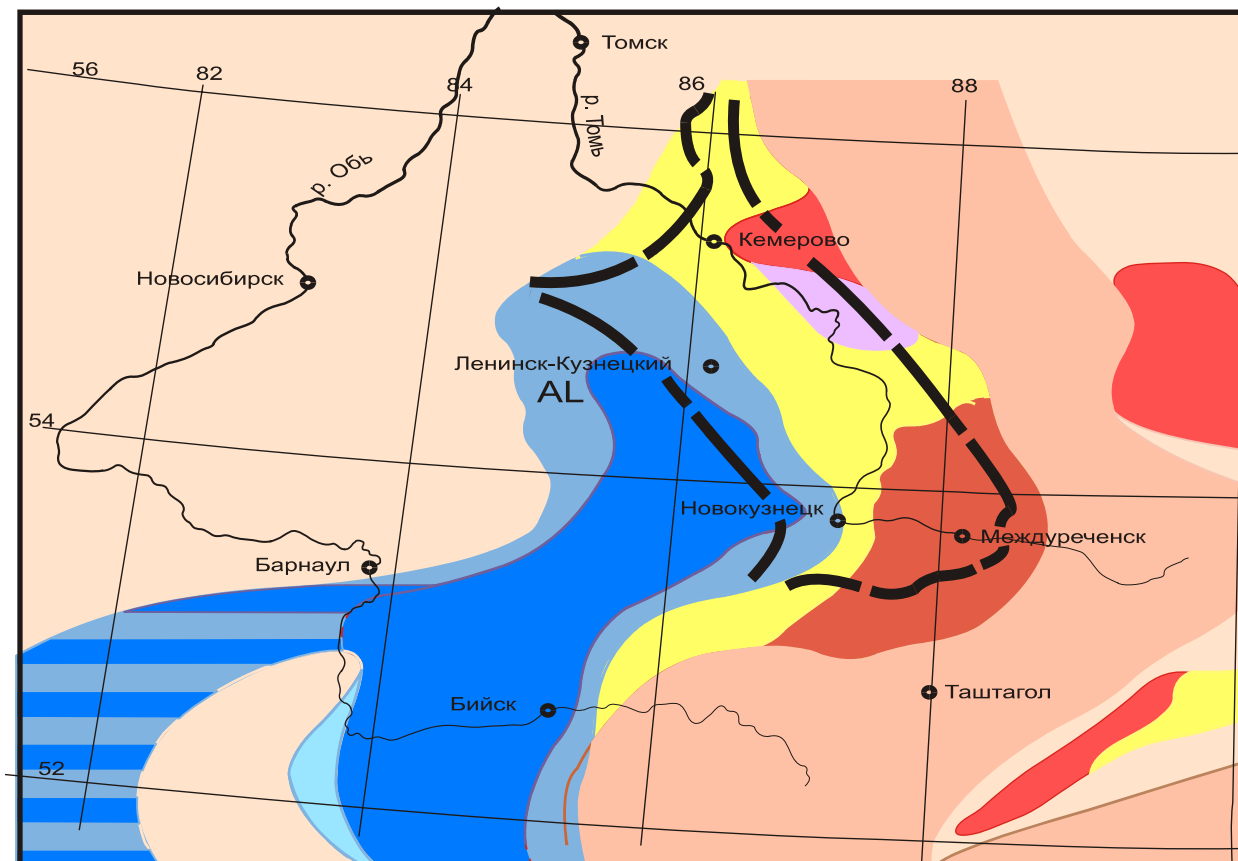 Томск
56
82
84
86
88
р. Томь
р. Обь
Кемерово
Новосибирск
Ленинск-Кузнецкий
AL
54
Новокузнецк
Междуреченск
Барнаул
Бийск
Таштагол
52